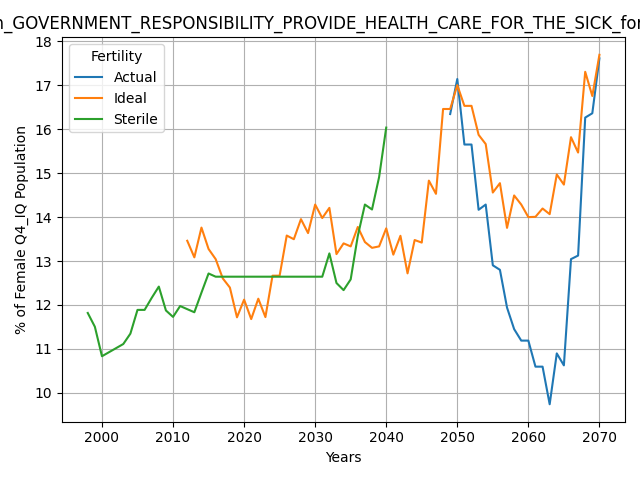 n_GOVERNMENT_RESPONSIBILITY_PROVIDE_HEALTH_CARE_FOR_THE_SICK_for
Fertility
Actual
Ideal
Sterile
% of Female Q4_IQ Population
18
17
16
15
14
13
12
11
10
2000 2010 2020 2030 2040 2050 2060 2070
Years